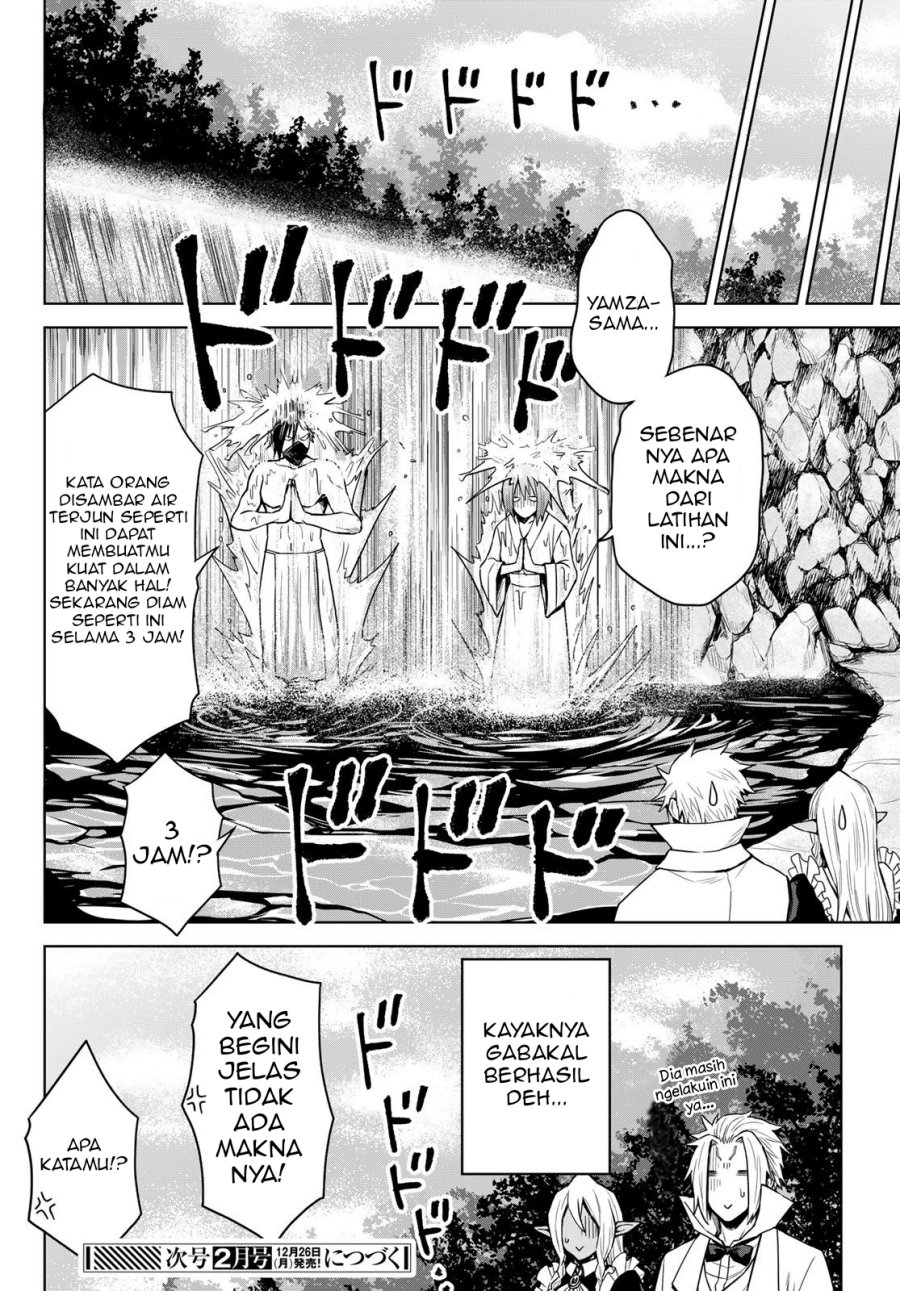 ドドドド…
YAMZA-
SAMA...
SEBENAR
NYA APA
MAKNA
DARI
LATIHAN
INI...?
ドドドド
KATA ORANG
DISAMBAR AIR
TERJUN SEPERTI
INI DAPAT
MEMBUATMU
KUAT DALAM
BANYAK HAL!
SEKARANG DIAM
SEPERTI INI
SELAMA 3 JAM!
3
JAM!?
ドドドド
KAYAKNYA
GABAKAL
BERHASIL
DEH...
Dia masih
ngelakuin ini
ya...
ドドドド
YANG
BEGINI
JELAS
TIDAK
ADA
MAKNA
NYA!
APA
KATAMU!?
次号2月号12月26日(月)発売!につづく